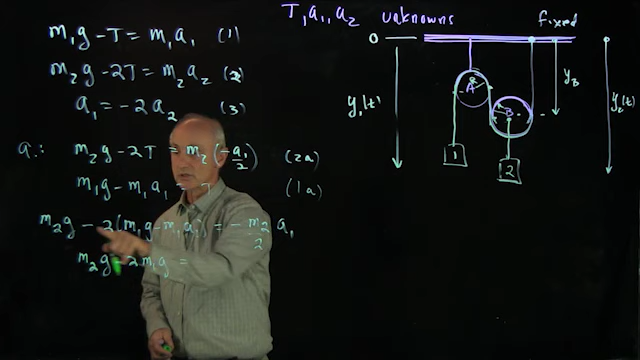 T, a₁, a₂ unknowns fixed
m₁g - T = m₁a₁ (1)
m₂g - 2T = m₂a₂ (2)
a₁ = -2a₂ (3)
a.: m₂g - 2T = m₂(-a₁/2) (2a)
m₁g - m₁a₁ = T (1a)
m₂g - 2(m₁g - m₁a₁) = -m₂/2 a₁
m₂g - 2m₁g =
0
y₁(t)
A
B
1
2
y_B
y₂(t)